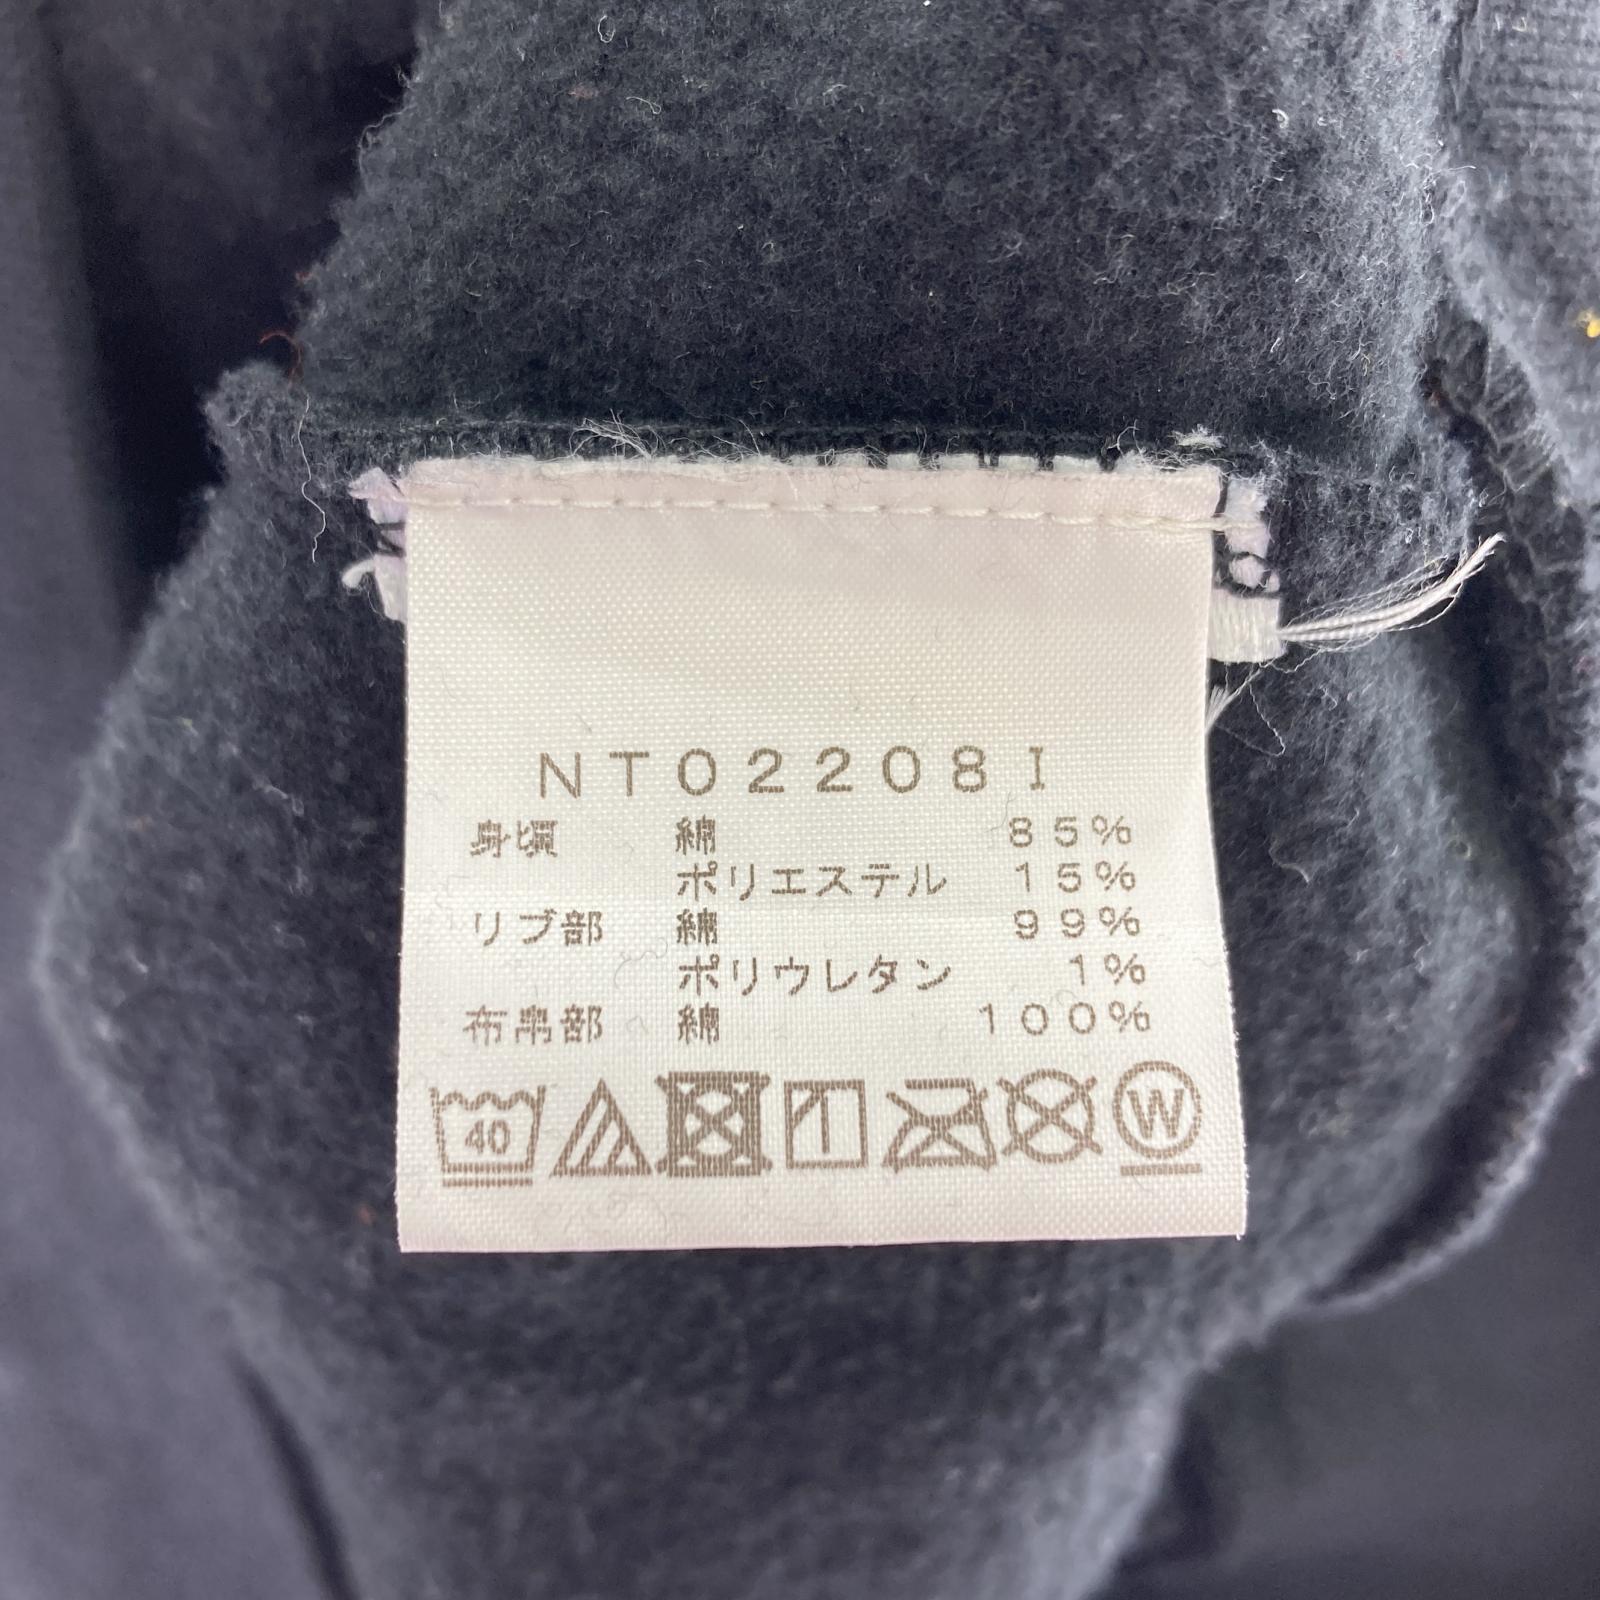 NT02208I
身頃 綿 85%
ポリエステル 15%
リブ部 綿 99%
ポリウレタン 1%
布帛部 綿 100%
40 W